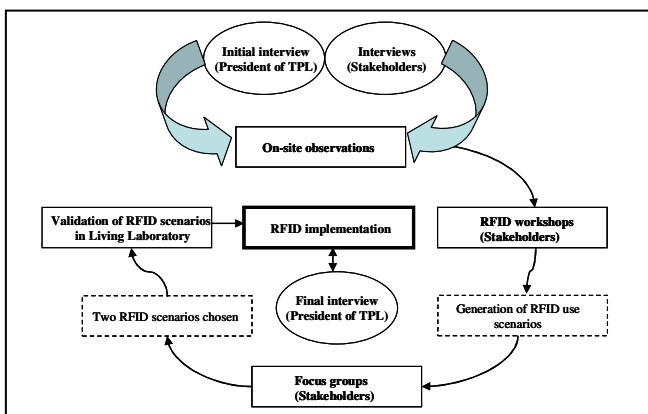 Initial interview
(President of TPL)
Interviews
(Stakeholders)
On-site observations
Validation of RFID scenarios
in Living Laboratory
RFID implementation
RFID workshops
(Stakeholders)
Two RFID scenarios chosen
Final interview
(President of TPL)
Generation of RFID use
scenarios
Focus groups
(Stakeholders)